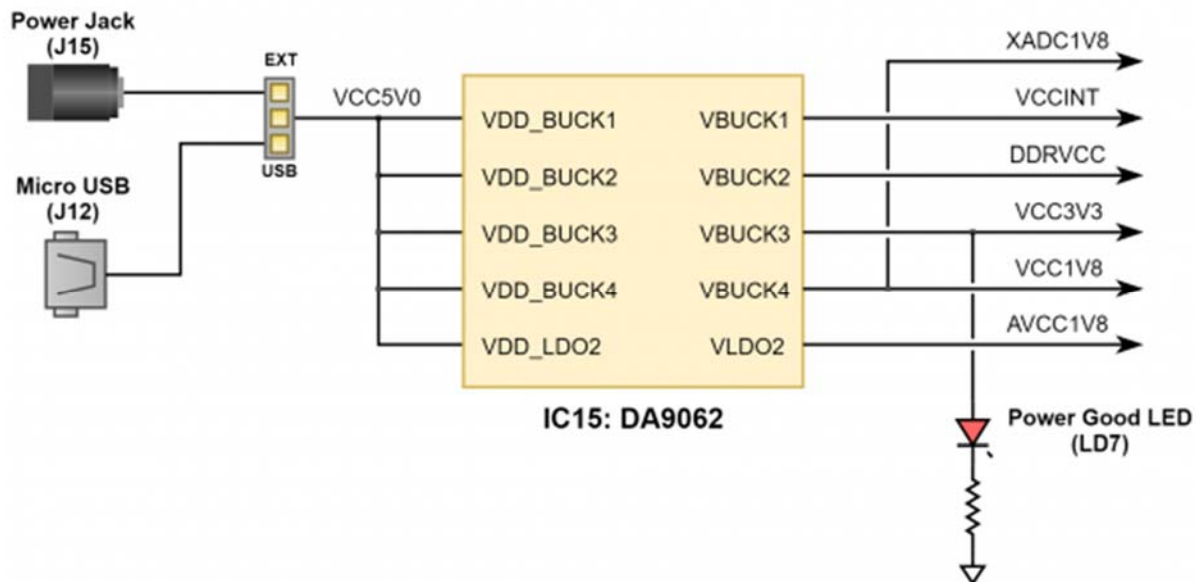 Power Jack
(J15)
EXT
VCC5V0
USB
Micro USB
(J12)
VDD_BUCK1
VDD_BUCK2
VDD_BUCK3
VDD_BUCK4
VDD_LDO2
VBUCK1
VBUCK2
VBUCK3
VBUCK4
VLDO2
IC15: DA9062
XADC1V8
VCCINT
DDRVCC
VCC3V3
VCC1V8
AVCC1V8
Power Good LED
(LD7)